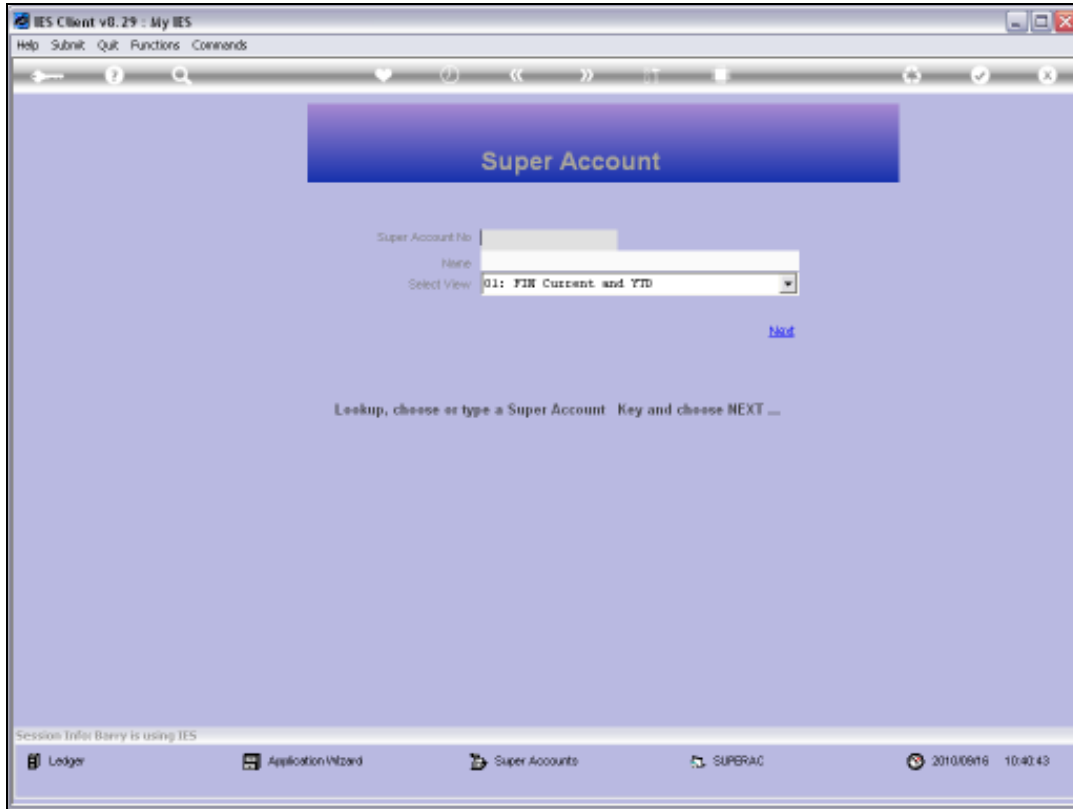 IES Client v8.29 : My IES
Help Submit Quit Functions Commands
Super Account
Super Account No
Name
Select View 01: FIN Current and YTD
Next
Lookup, choose or type a Super Account Key and choose NEXT ...
Session Info: Barry is using IES
Ledger Application Wizard Super Accounts SUPERAC 2010/09/16 10:40:43